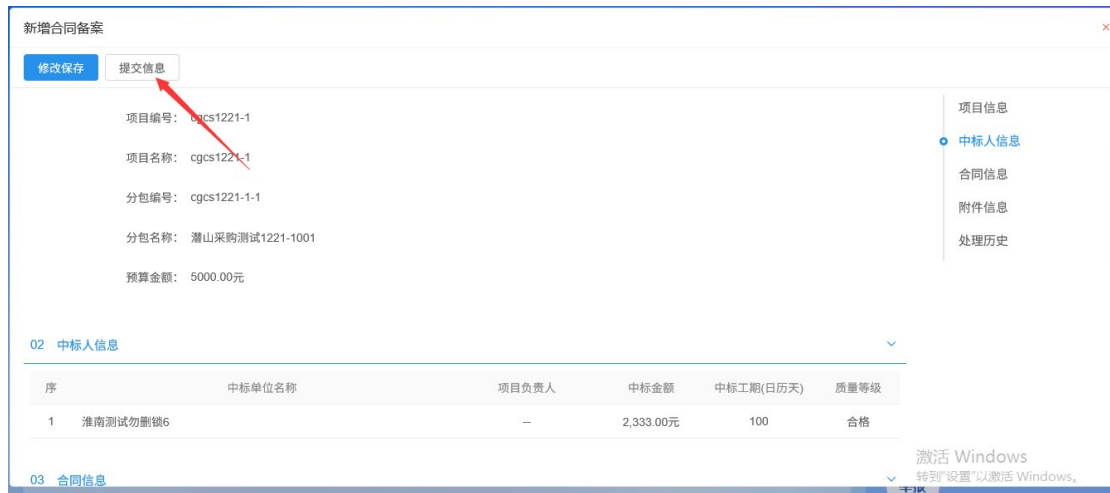 新增合同备案
×
修改保存 提交信息
项目编号: cgcs1221-1
项目名称: cgcs1221-1
分包编号: cgcs1221-1-1
分包名称: 潜山采购测试1221-1001
预算金额: 5000.00元
项目信息
中标人信息
合同信息
附件信息
处理历史
02 中标人信息
序 中标单位名称 项目负责人 中标金额 中标工期(日历天) 质量等级
1 淮南测试勿删锁6 -- 2,333.00元 100 合格
03 合同信息
激活 Windows
转到"设置"以激活 Windows。